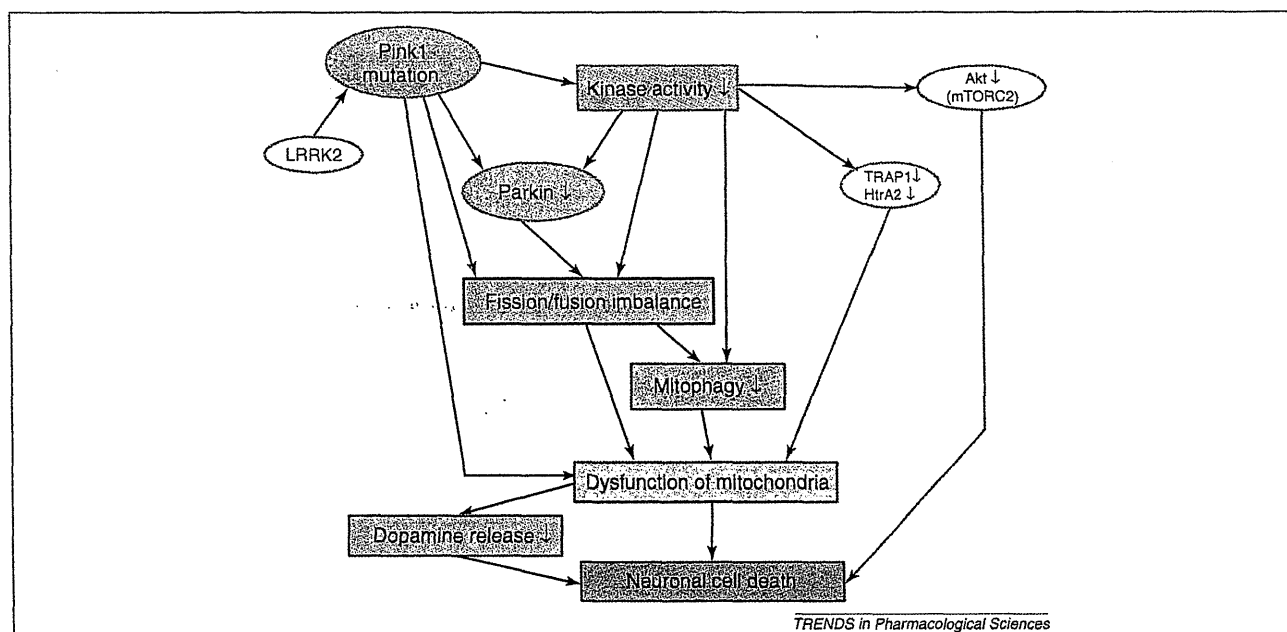 Pink1
mutation
Kinase activity ↓
Akt ↓
(mTORC2)
LRRK2
Parkin ↓
TRAP1↓
HtrA2 ↓
Fission/fusion imbalance
Mitophagy ↓
Dysfunction of mitochondria
Dopamine release ↓
Neuronal cell death
TRENDS in Pharmacological Sciences